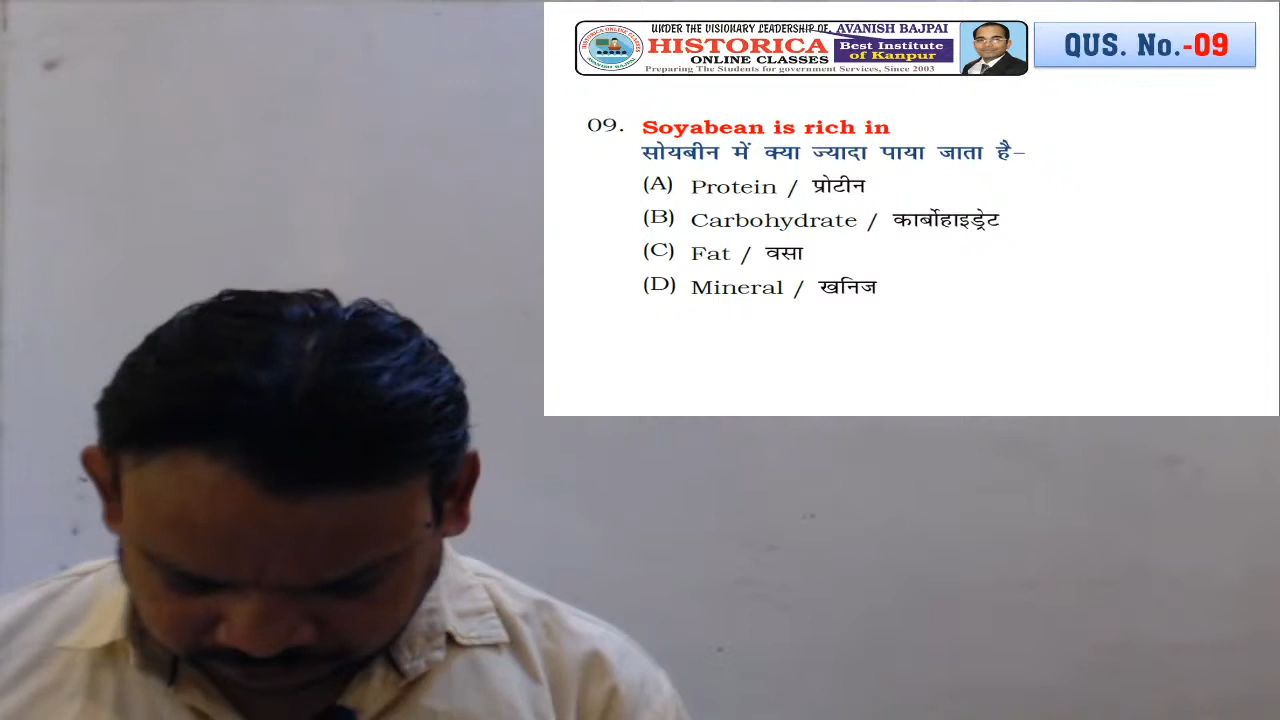 UNDER THE VISIONARY LEADERSHIP OF, AVANISH BAJPAI
HISTORICA
ONLINE CLASSES
Best Institute
of Kanpur
Preparing The Students for government Services, Since 2003
QUS. No.-09
09. Soyabean is rich in
सोयबीन में क्या ज्यादा पाया जाता है–
(A) Protein / प्रोटीन
(B) Carbohydrate / कार्बोहाइड्रेट
(C) Fat / वसा
(D) Mineral / खनिज